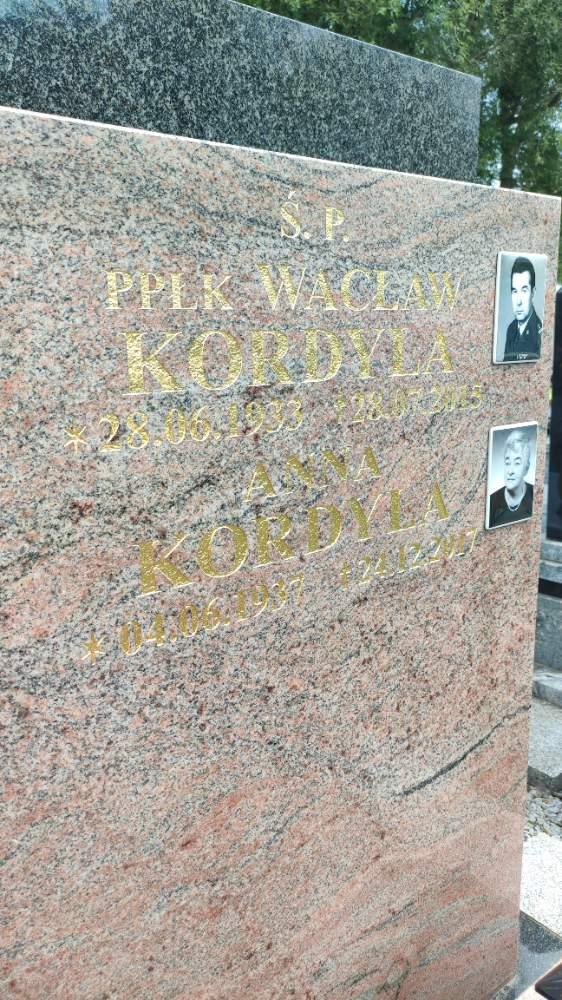 Ś. P.
PPŁK WACŁAW
KORDYLA
* 28.06.1933 † 28.07.2015
ANNA
KORDYLA
* 04.06.1937 † 24.12.2017